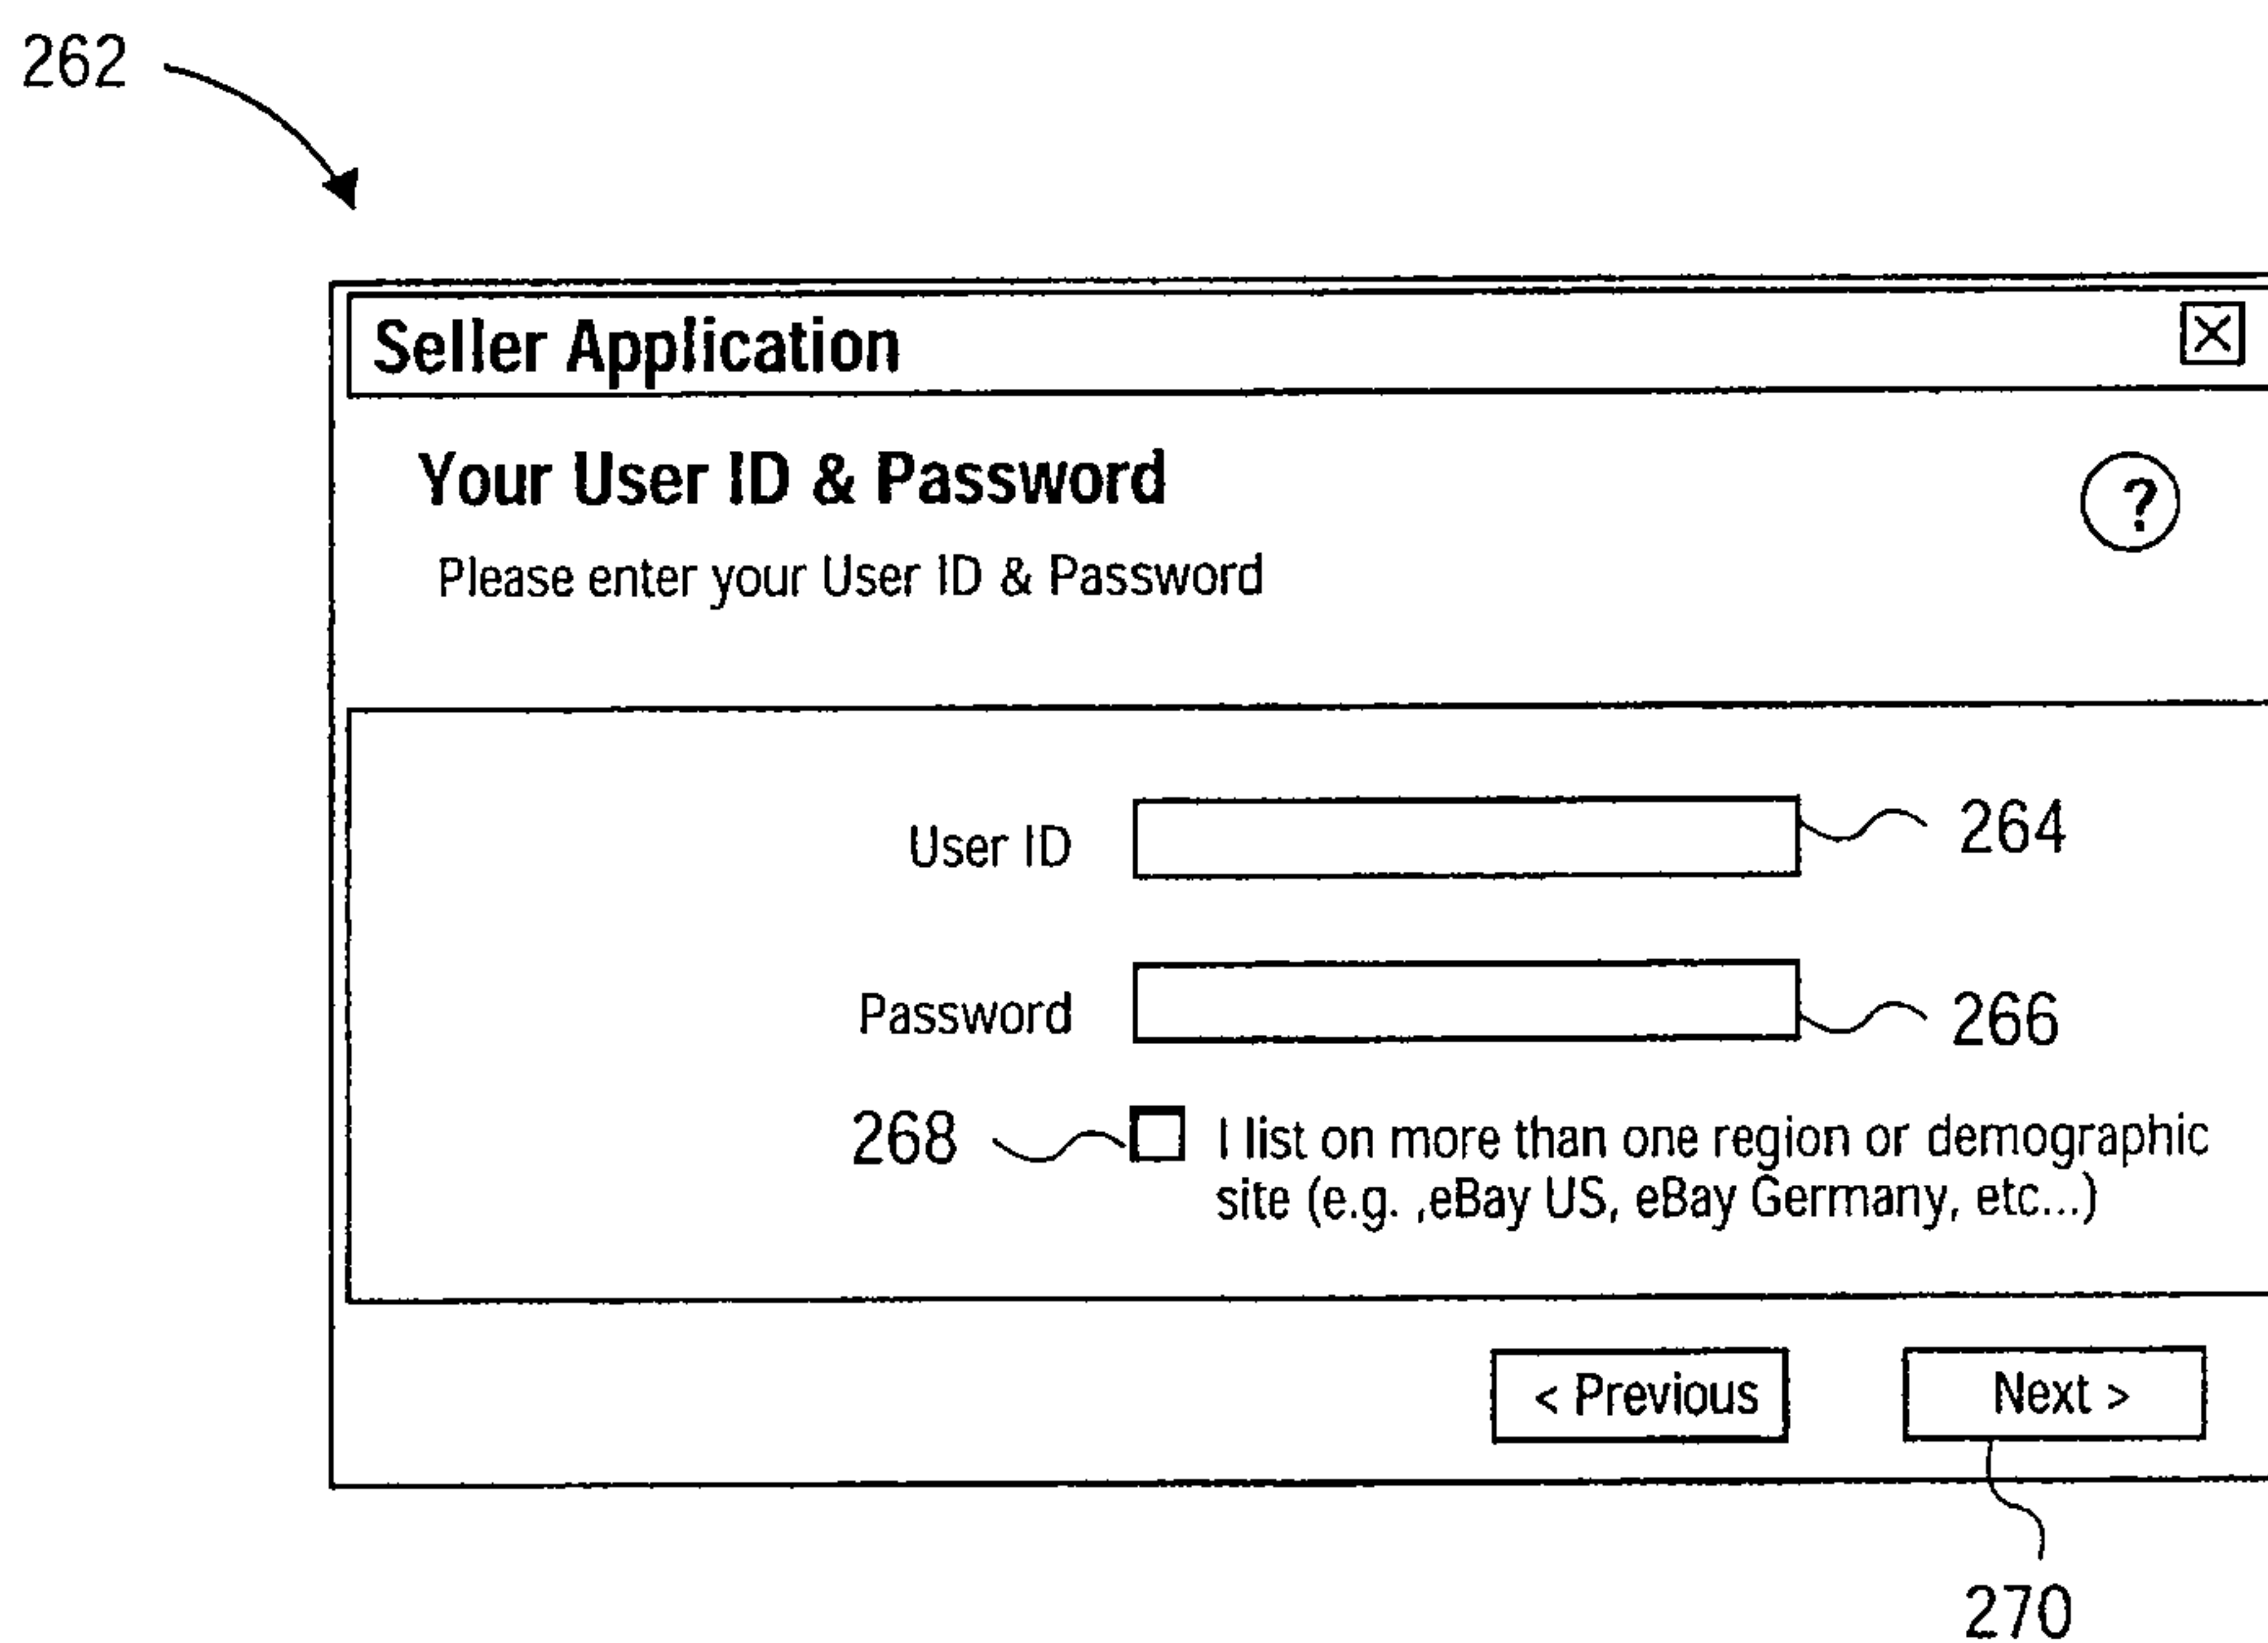 262
Seller Application
Your User ID & Password
?
Please enter your User ID & Password
User ID
264
Password
266
268
I list on more than one region or demographic
site (e.g. ,eBay US, eBay Germany, etc...)
< Previous
Next >
270